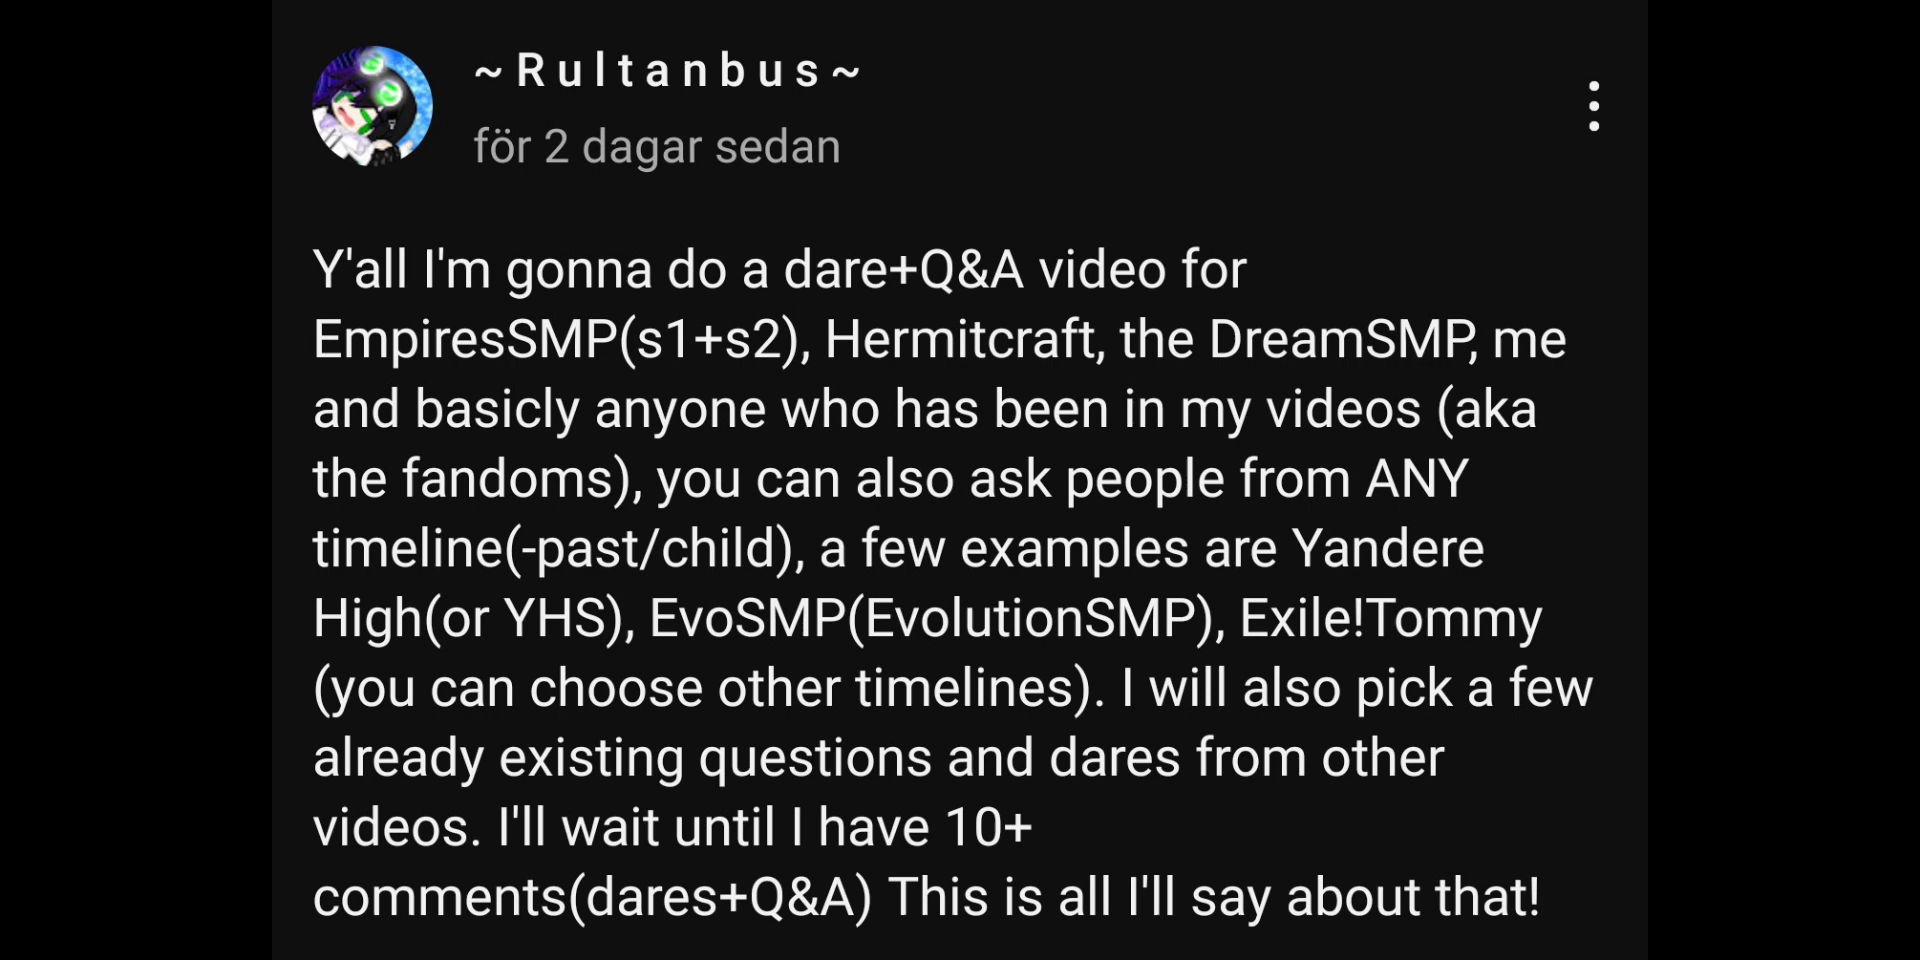 ~ R u l t a n b u s ~
för 2 dagar sedan
Y'all I'm gonna do a dare+Q&A video for
EmpiresSMP(s1+s2), Hermitcraft, the DreamSMP, me
and basicly anyone who has been in my videos (aka
the fandoms), you can also ask people from ANY
timeline(-past/child), a few examples are Yandere
High(or YHS), EvoSMP(EvolutionSMP), Exile!Tommy
(you can choose other timelines). I will also pick a few
already existing questions and dares from other
videos. I'll wait until I have 10+
comments(dares+Q&A) This is all I'll say about that!